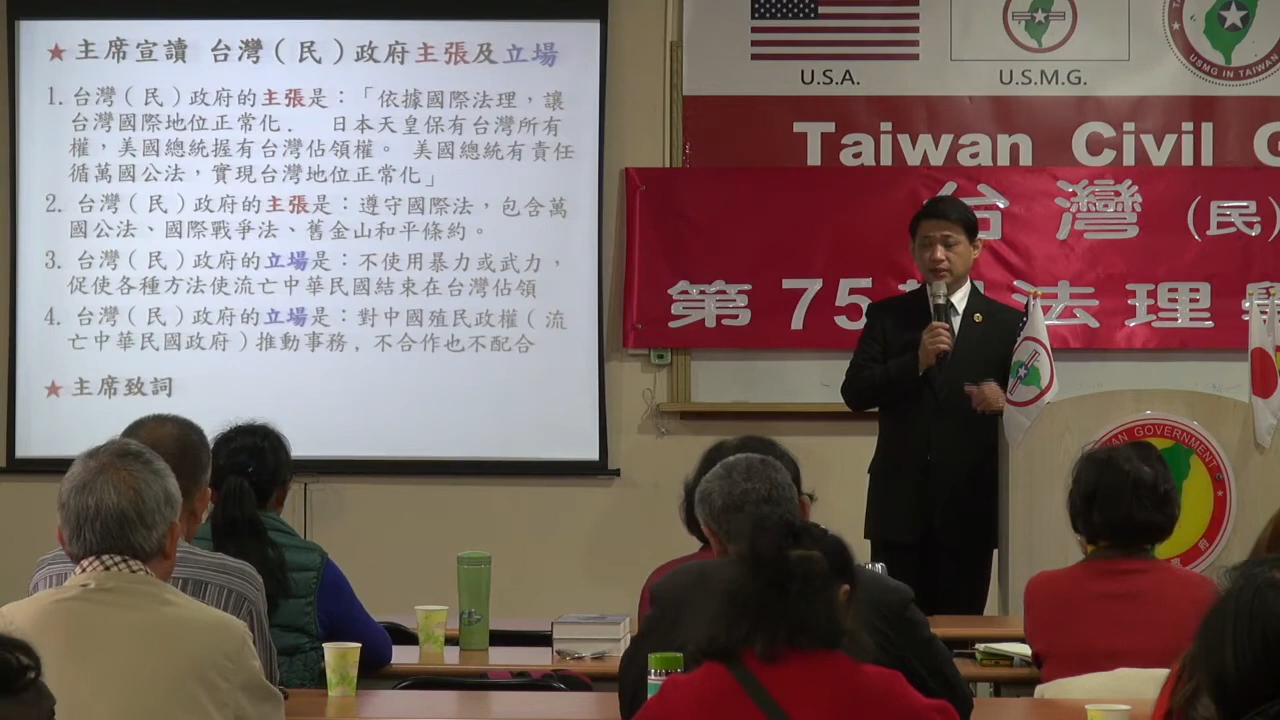 ★ 主席宣讀 台灣(民)政府主張及立場
1. 台灣(民)政府的主張是:「依據國際法理,讓
台灣國際地位正常化. 日本天皇保有台灣所有
權,美國總統握有台灣佔領權。 美國總統有責任
循萬國公法,實現台灣地位正常化」
2. 台灣(民)政府的主張是:遵守國際法,包含萬
國公法、國際戰爭法、舊金山和平條約。
3. 台灣(民)政府的立場是:不使用暴力或武力,
促使各種方法使流亡中華民國結束在台灣佔領
4. 台灣(民)政府的立場是:對中國殖民政權(流
亡中華民國政府)推動事務,不合作也不配合
★ 主席致詞
U.S.A.
U.S.M.G.
USMG IN TAIWAN
Taiwan Civil G
台灣(民)
第75 法理
GOVERNMENT